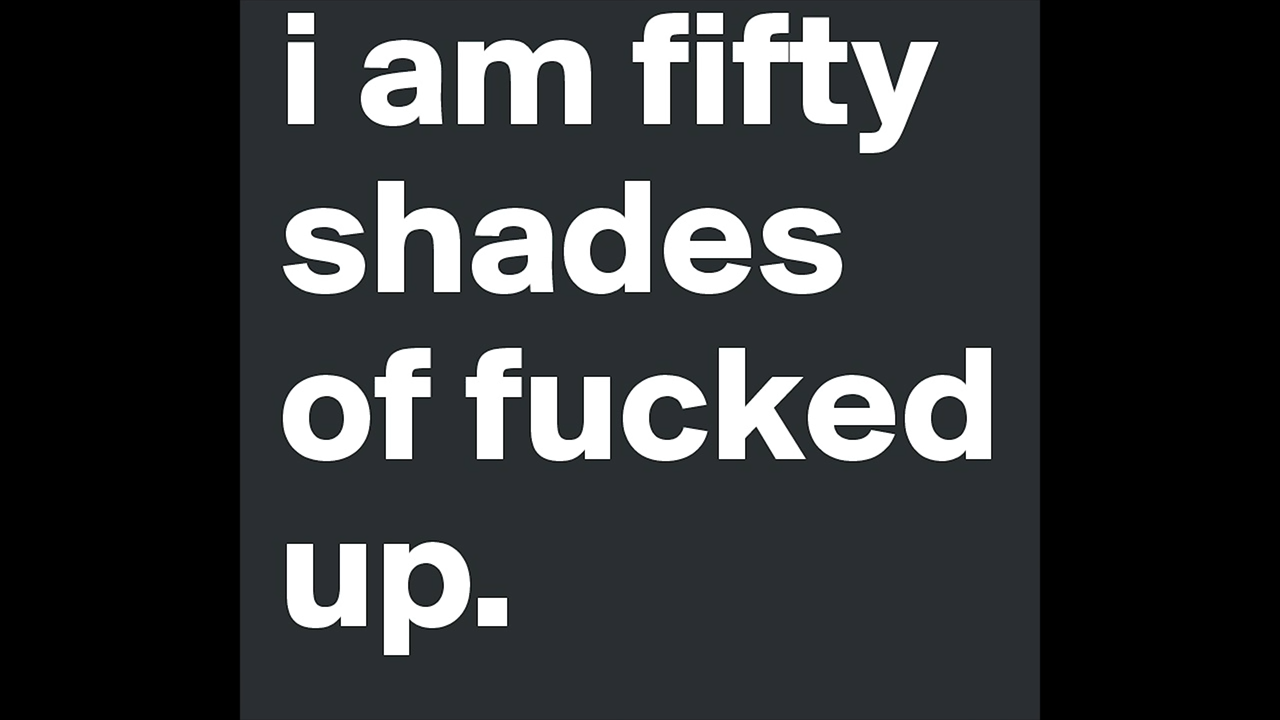 i am fifty
shades
of fucked
up.